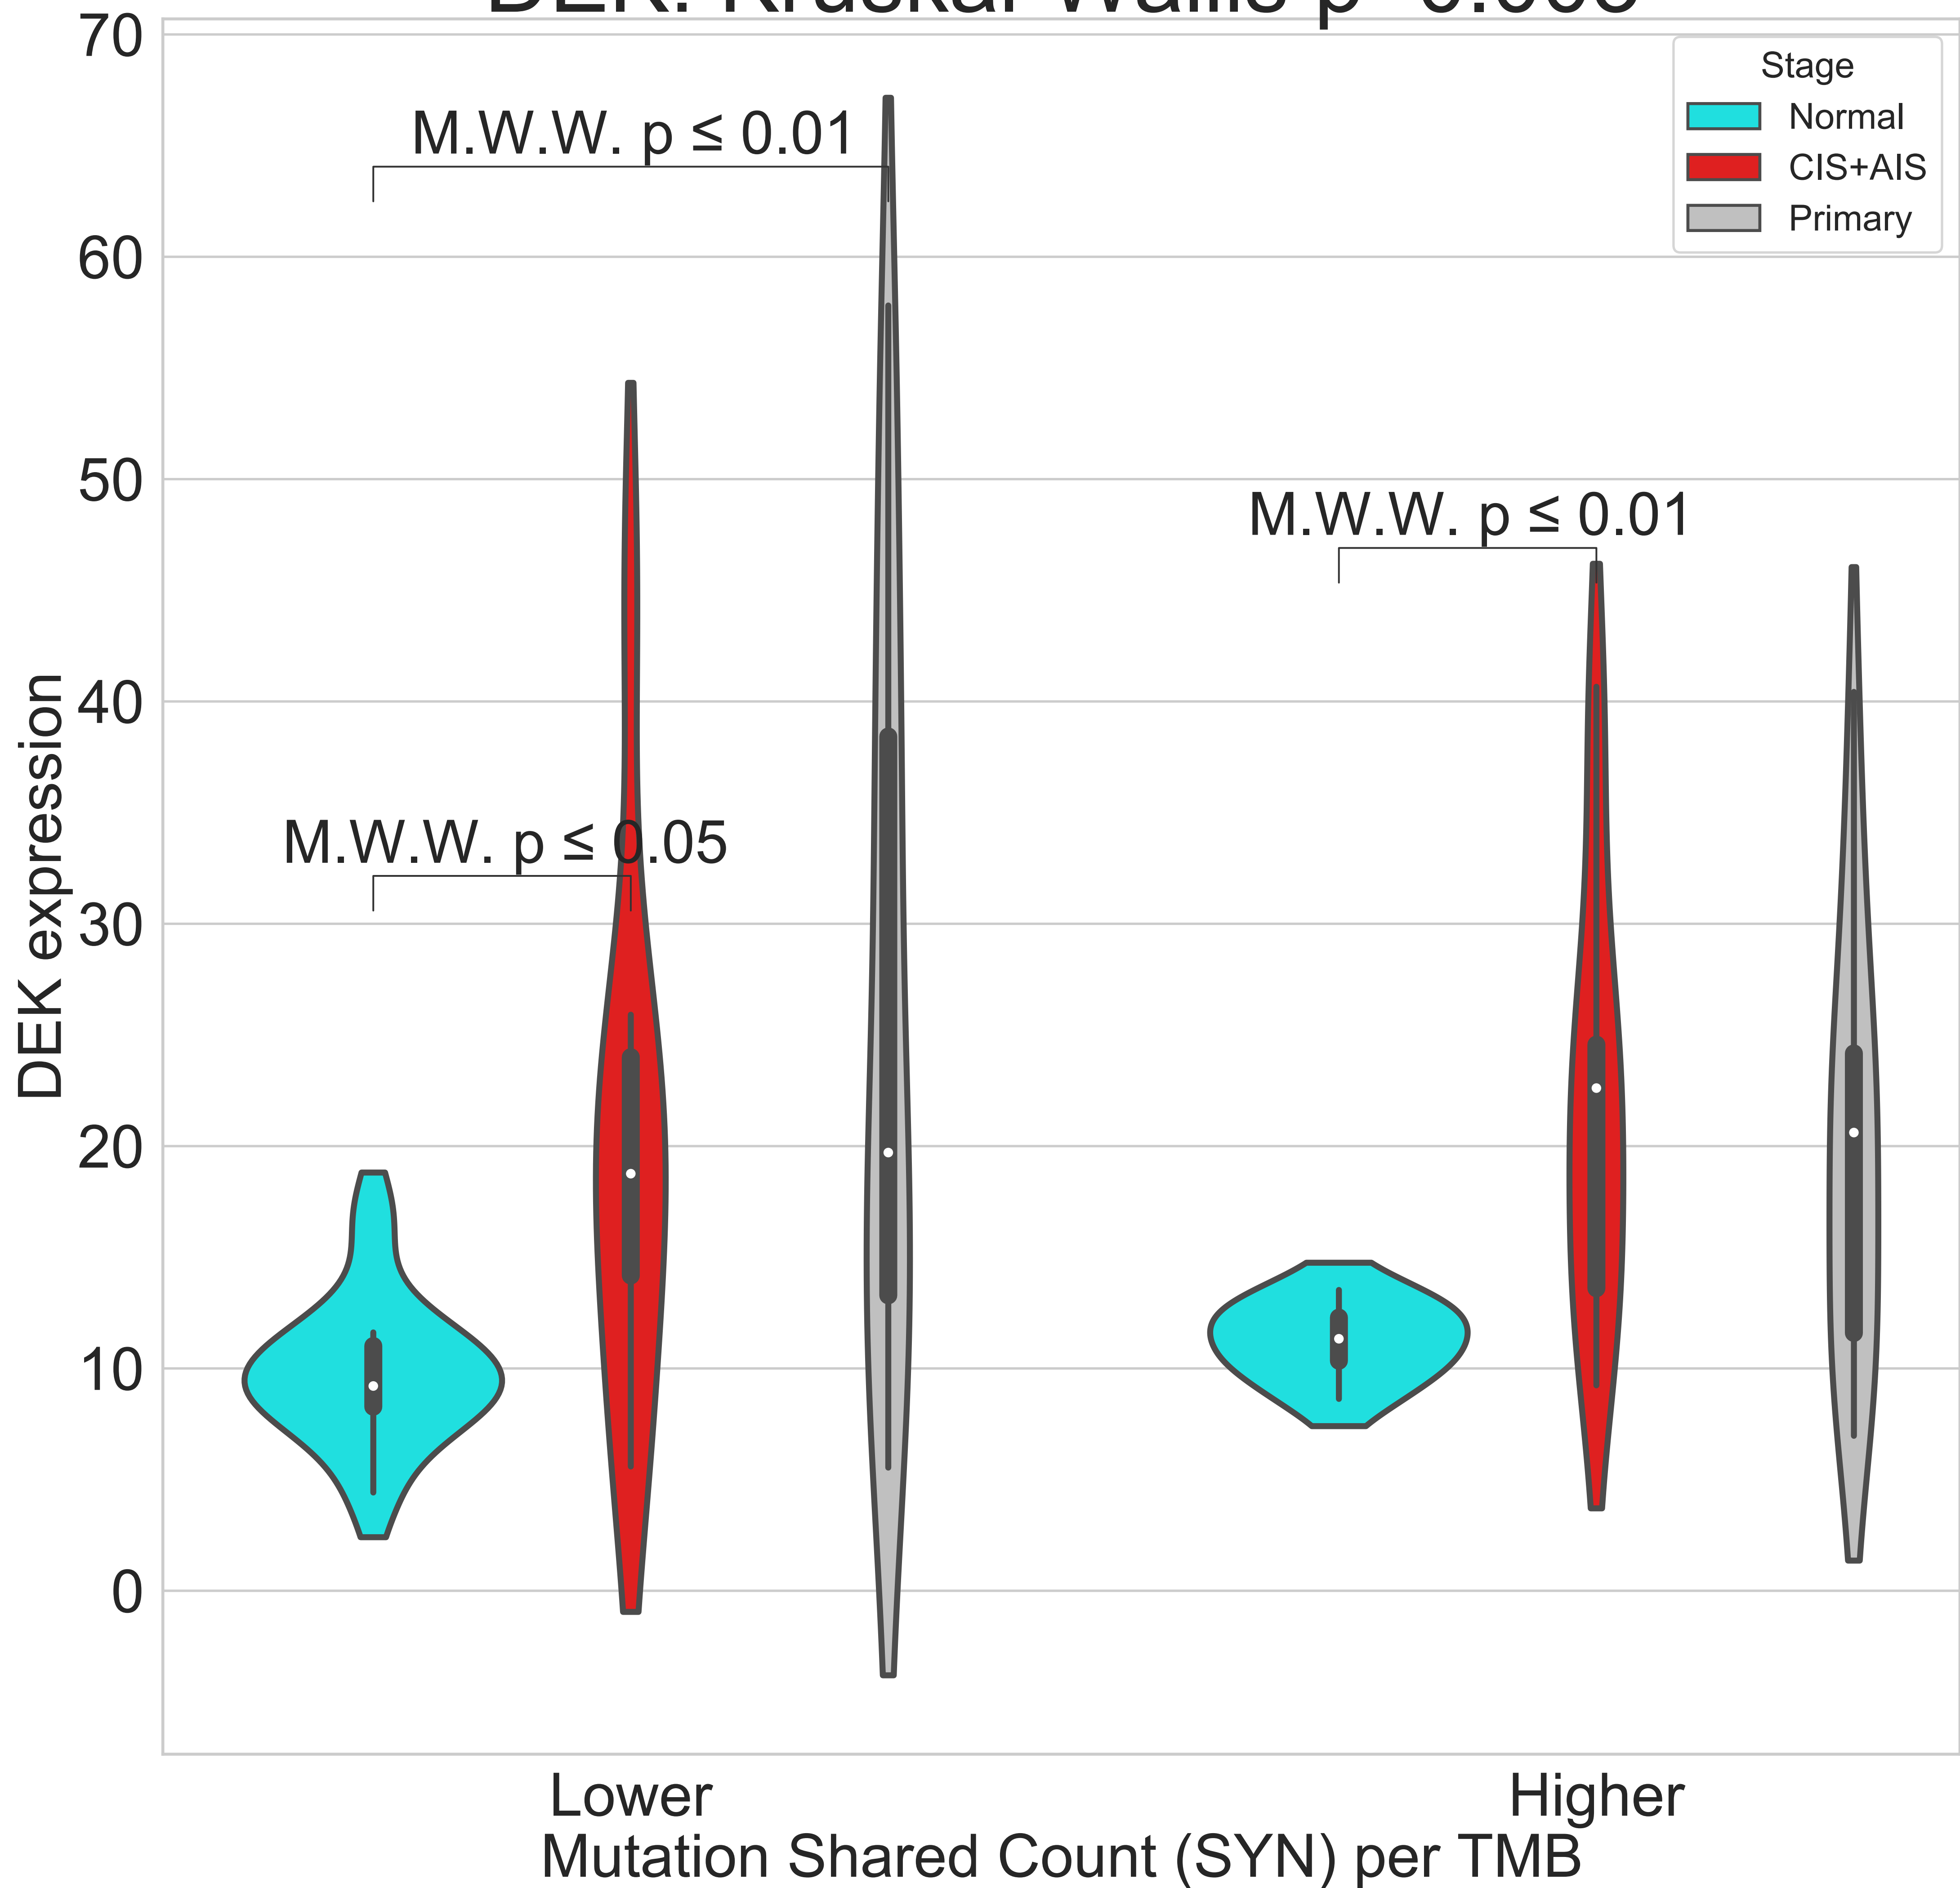 70
Stage
Normal
CIS+AIS
Primary
M.W.W. p ≤ 0.01
60
50
M.W.W. p ≤ 0.01
40
M.W.W. p ≤ 0.05
30
20
10
0
DEK expression
Lower
Higher
Mutation Shared Count (SYN) per TMB